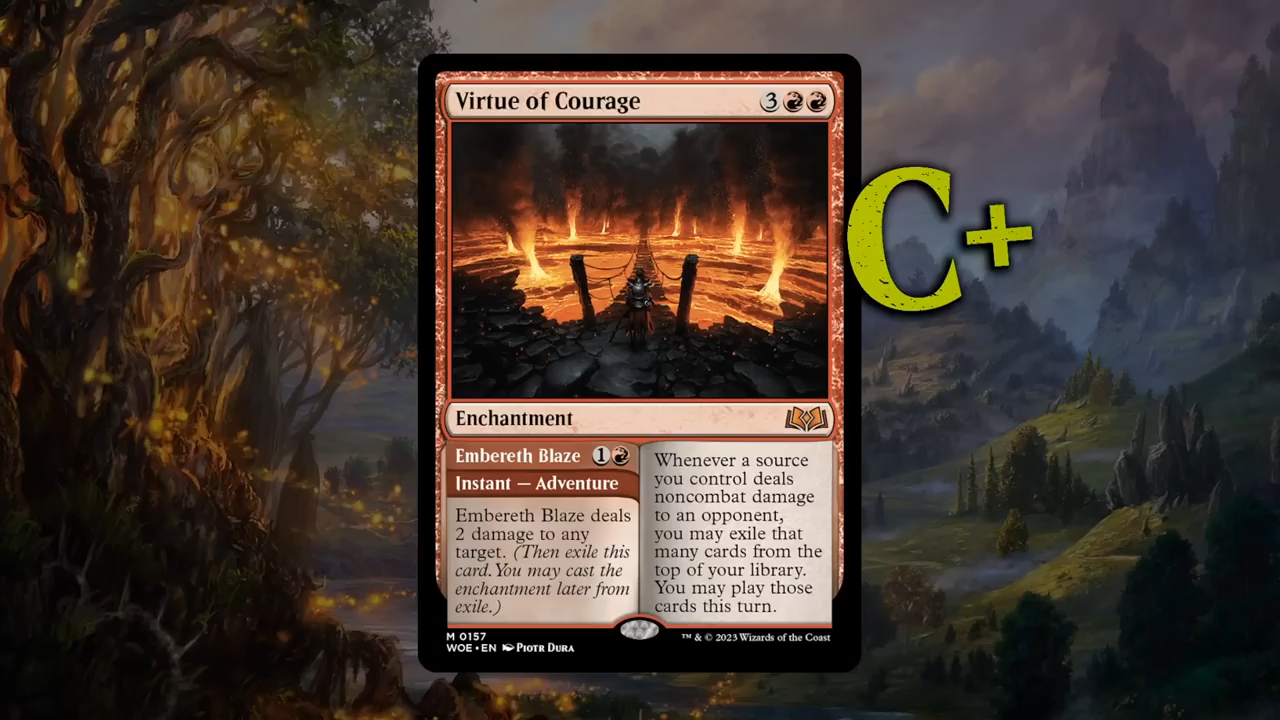 Virtue of Courage 3
C+
Enchantment
Embereth Blaze 1
Instant — Adventure
Embereth Blaze deals
2 damage to any
target. (Then exile this
card. You may cast the
enchantment later from
exile.)
Whenever a source
you control deals
noncombat damage
to an opponent,
you may exile that
many cards from the
top of your library.
You may play those
cards this turn.
M 0157
WOE • EN Piotr Dura
™ & © 2023 Wizards of the Coast